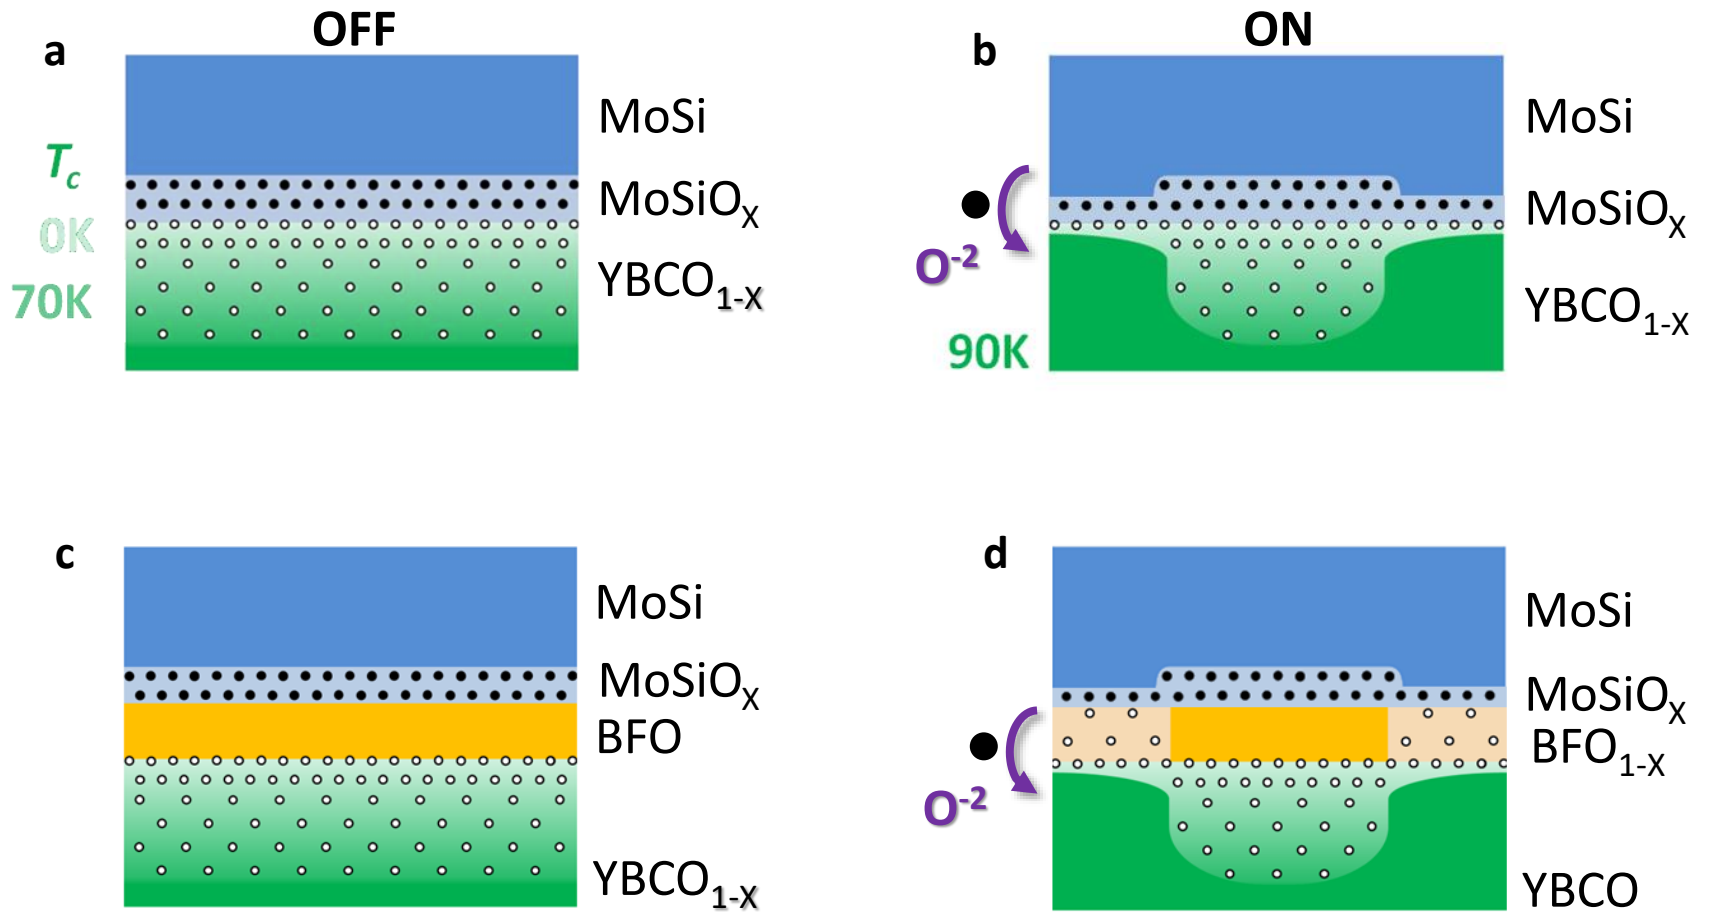 OFF
ON
a
b
MoSi
MoSi
Tc
MoSiOX
MoSiOX
0K
O-2
70K
YBCO1-X
YBCO1-X
90K
c
d
MoSi
MoSi
MoSiOX
MoSiOX
BFO
BFO1-X
O-2
YBCO1-X
YBCO